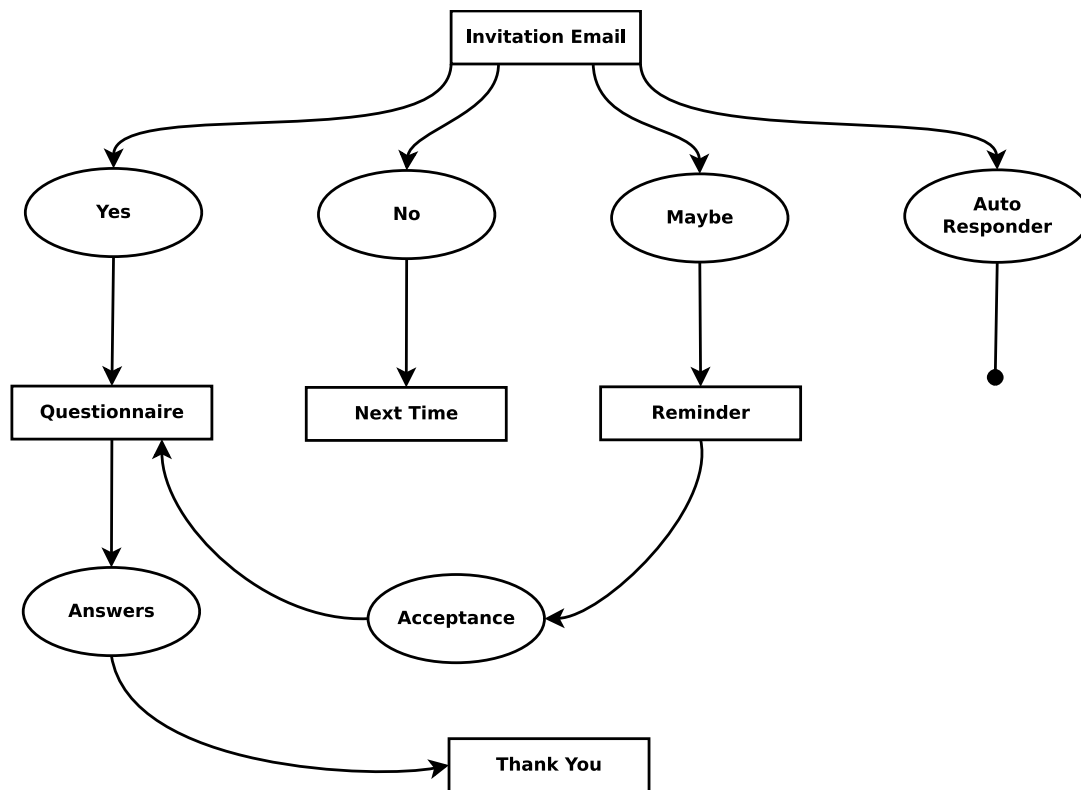 Invitation Email
Yes
No
Maybe
Auto
Responder
Questionnaire
Next Time
Reminder
Answers
Acceptance
Thank You